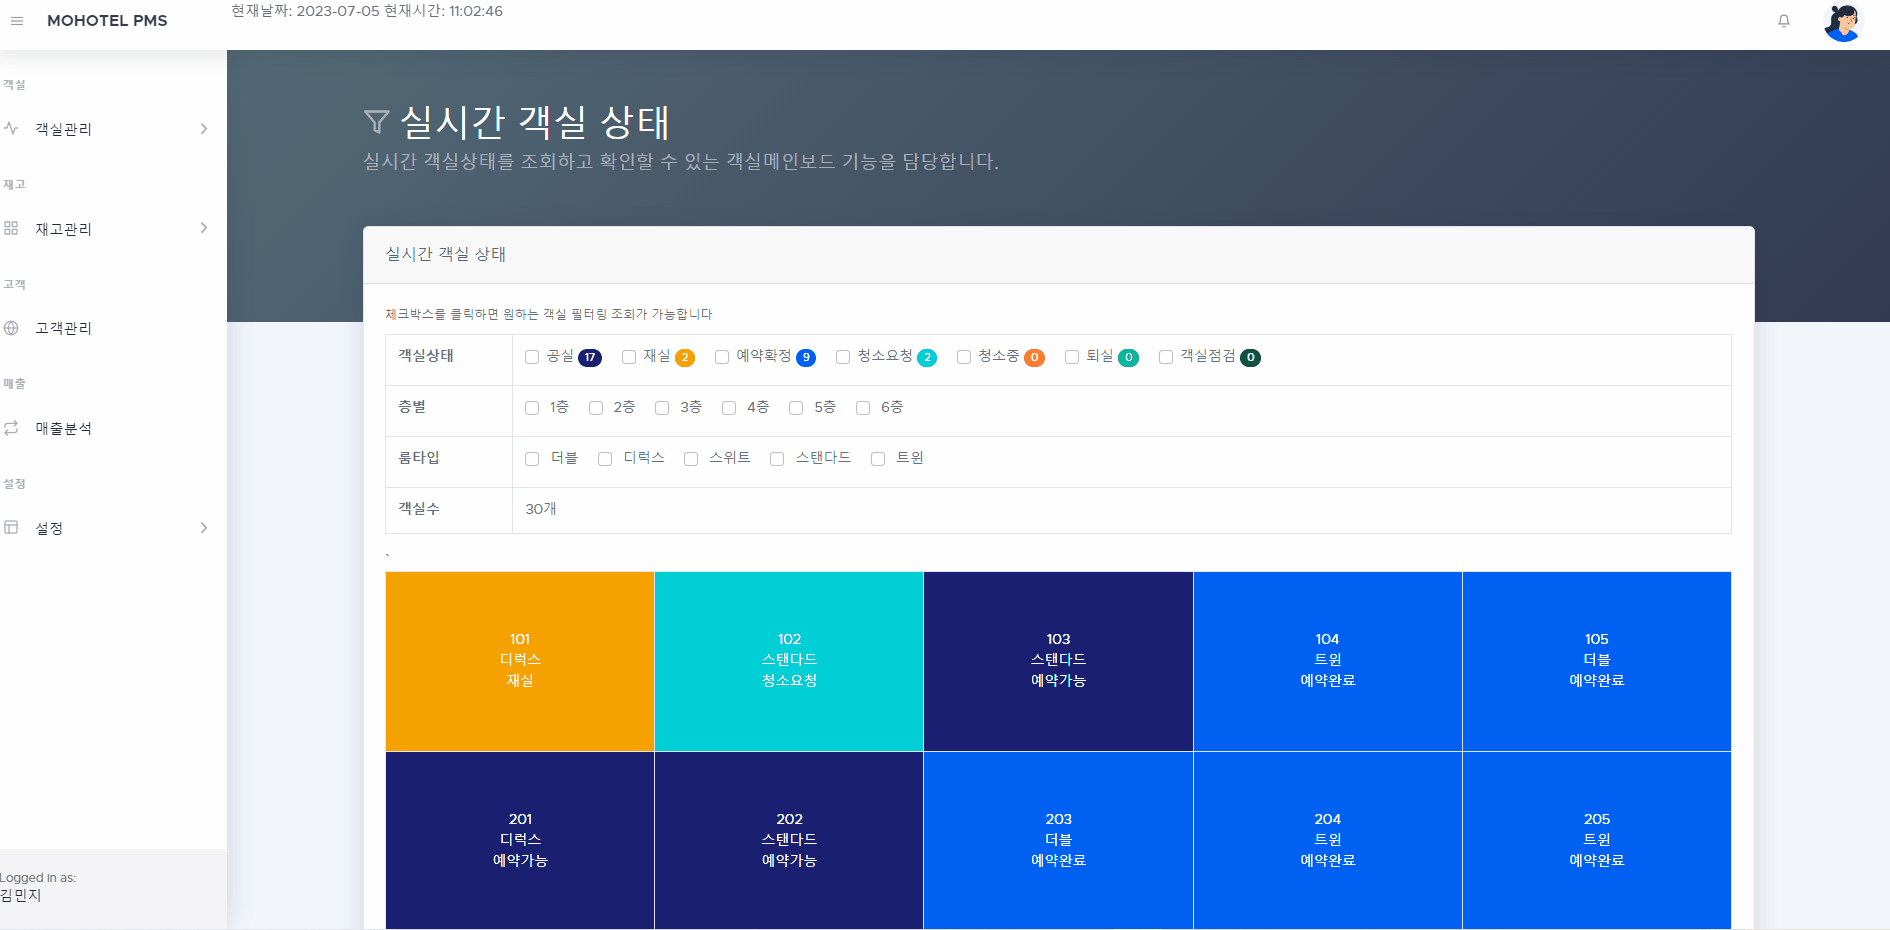 MOHOTEL PMS
현재날짜: 2023-07-05 현재시간: 11:02:46
객실
객실관리
재고
재고관리
고객
고객관리
매출
매출분석
설정
설정
Logged in as:
김민지
실시간 객실 상태
실시간 객실상태를 조회하고 확인할 수 있는 객실메인보드 기능을 담당합니다.
실시간 객실 상태
체크박스를 클릭하면 원하는 객실 필터링 조회가 가능합니다
객실상태 공실 17 재실 2 예약확정 9 청소요청 2 청소중 0 퇴실 0 객실점검 0
층별 1층 2층 3층 4층 5층 6층
룸타입 더블 디럭스 스위트 스탠다드 트윈
객실수 30개
`
101
디럭스
재실
102
스탠다드
청소요청
103
스탠다드
예약가능
104
트윈
예약완료
105
더블
예약완료
201
디럭스
예약가능
202
스탠다드
예약가능
203
더블
예약완료
204
트윈
예약완료
205
트윈
예약완료